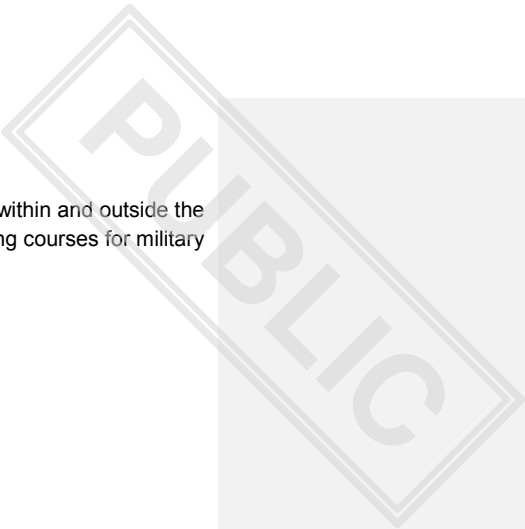 within and outside the
ng courses for military
PUBLIC